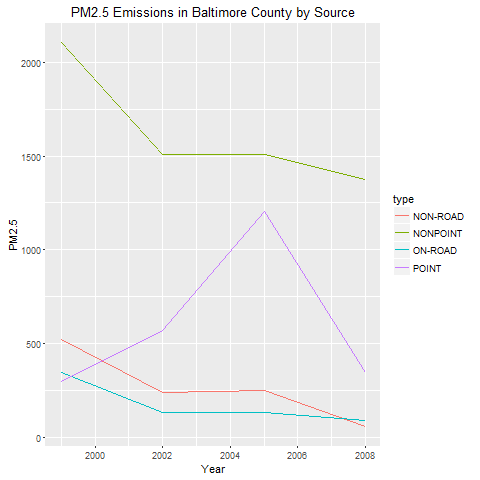 PM2.5 Emissions in Baltimore County by Source
2000
1500
1000
500
0
PM2.5
2000
2002
2004
2006
2008
Year
type
NON-ROAD
NONPOINT
ON-ROAD
POINT